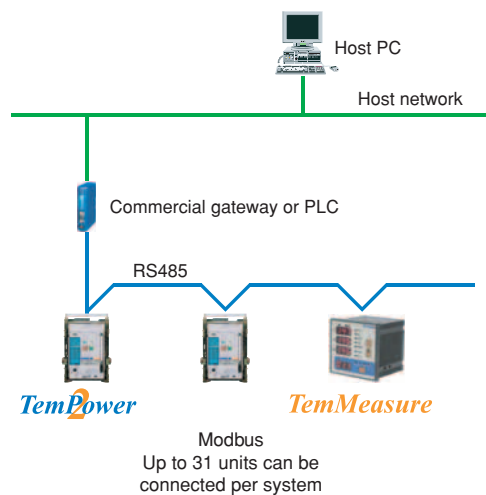 Host PC
Host network
Commercial gateway or PLC
RS485
TemPower2
TemMeasure
Modbus
Up to 31 units can be
connected per system